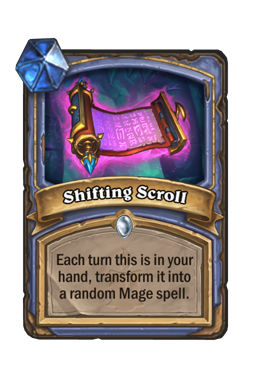 Shifting Scroll
Each turn this is in your
hand, transform it into
a random Mage spell.